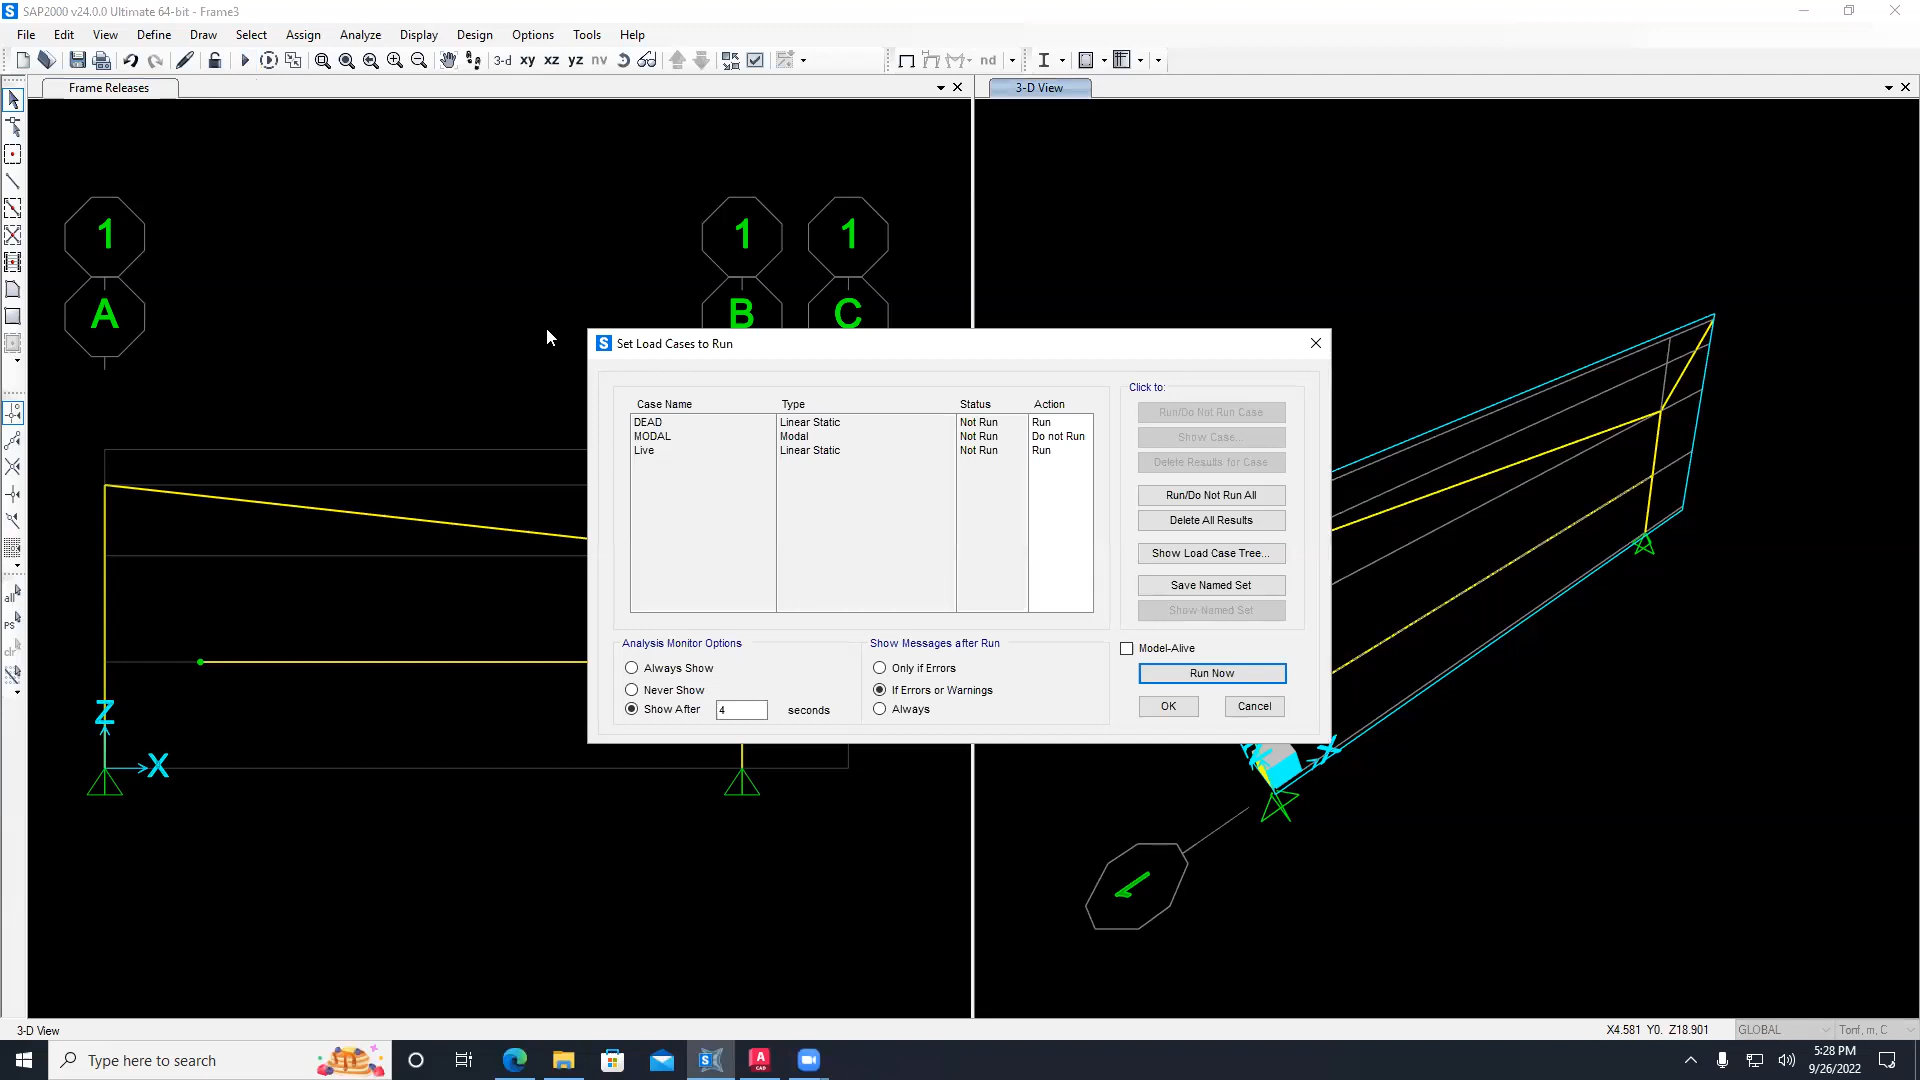 SAP2000 v24.0.0 Ultimate 64-bit - Frame3
File Edit View Define Draw Select Assign Analyze Display Design Options Tools Help
3-d xy xz yz nv nd
Frame Releases
3-D View
1 1 1
A B C
Set Load Cases to Run
Click to:
Case Name Type Status Action
DEAD Linear Static Not Run Run
MODAL Modal Not Run Do not Run
Live Linear Static Not Run Run
Run/Do Not Run Case
Show Case...
Delete Results for Case
Run/Do Not Run All
Delete All Results
Show Load Case Tree...
Save Named Set
Show Named Set
Analysis Monitor Options
Always Show
Never Show
Show After 4 seconds
Show Messages after Run
Only if Errors
If Errors or Warnings
Always
Model-Alive
Run Now
OK Cancel
Z
X
X
1
all
PS
clr
3-D View
X4.581 Y0. Z18.901 GLOBAL Tonf, m, C
Type here to search
5:28 PM
9/26/2022